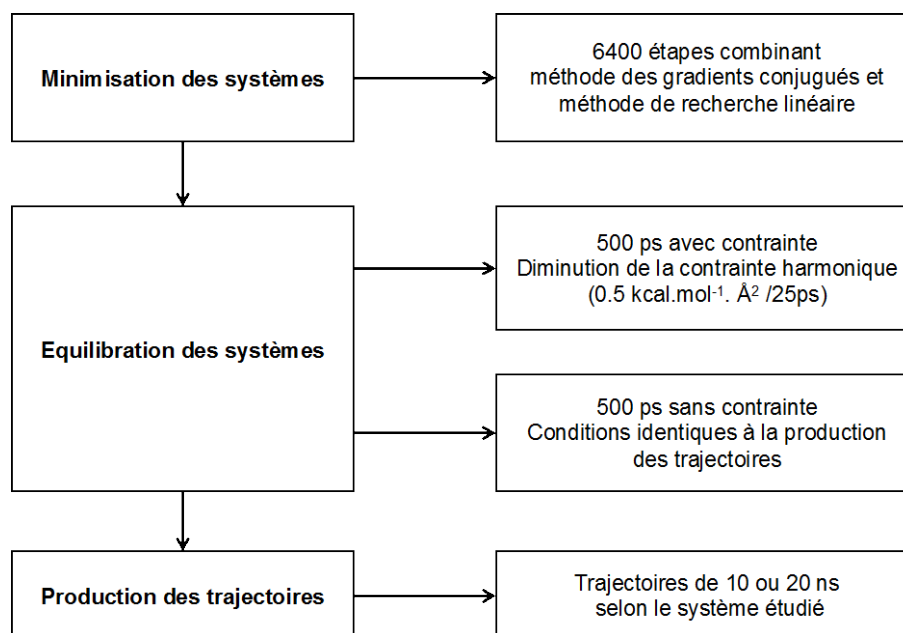 Minimisation des systèmes
6400 étapes combinant
méthode des gradients conjugués et
méthode de recherche linéaire
Equilibration des systèmes
500 ps avec contrainte
Diminution de la contrainte harmonique
(0.5 kcal.mol⁻¹. Å² /25ps)
500 ps sans contrainte
Conditions identiques à la production
des trajectoires
Production des trajectoires
Trajectoires de 10 ou 20 ns
selon le système étudié